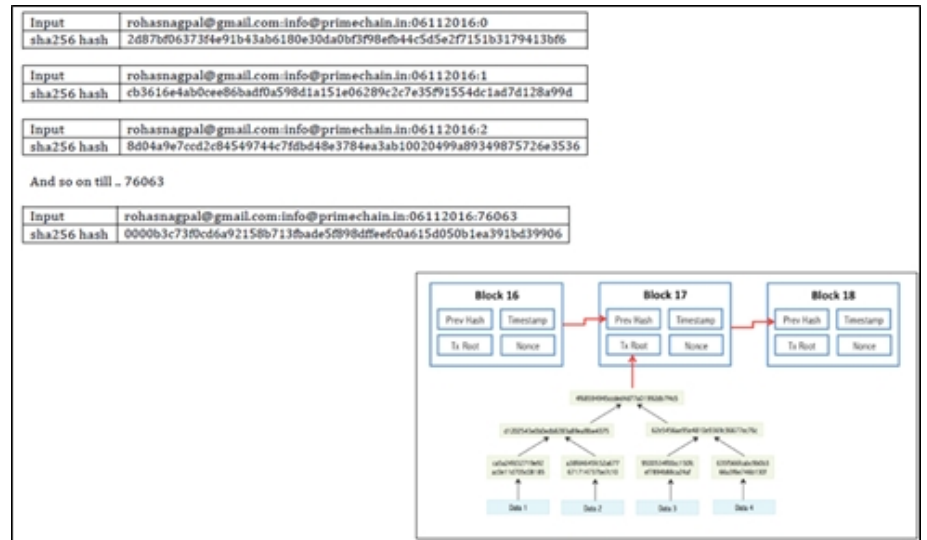 Input rohasnagpal@gmail.com:info@primechain.in:06112016:0
sha256 hash 2d87bf06373f4e91b43ab6180e30da0bf3f98efb44c5d5e2f7151b3179413bf6
Input rohasnagpal@gmail.com:info@primechain.in:06112016:1
sha256 hash cb3616e4ab0cee86badf0a598d1a151e06289c2c7e35f91554dc1ad7d128a99d
Input rohasnagpal@gmail.com:info@primechain.in:06112016:2
sha256 hash 8d04a9e7ccd2c84549744c7fdbd48e3784ea3ab10020499a89349875726e3536
And so on till .. 76063
Input rohasnagpal@gmail.com:info@primechain.in:06112016:76063
sha256 hash 0000b3c73f0cd6a92158b713fbade5f898dffeefc0a615d050b1ea391bd39906
Block 16 Block 17 Block 18
Prev Hash Timestamp Prev Hash Timestamp Prev Hash Timestamp
Tx Root Nonce Tx Root Nonce Tx Root Nonce
Data 1 Data 2 Data 3 Data 4